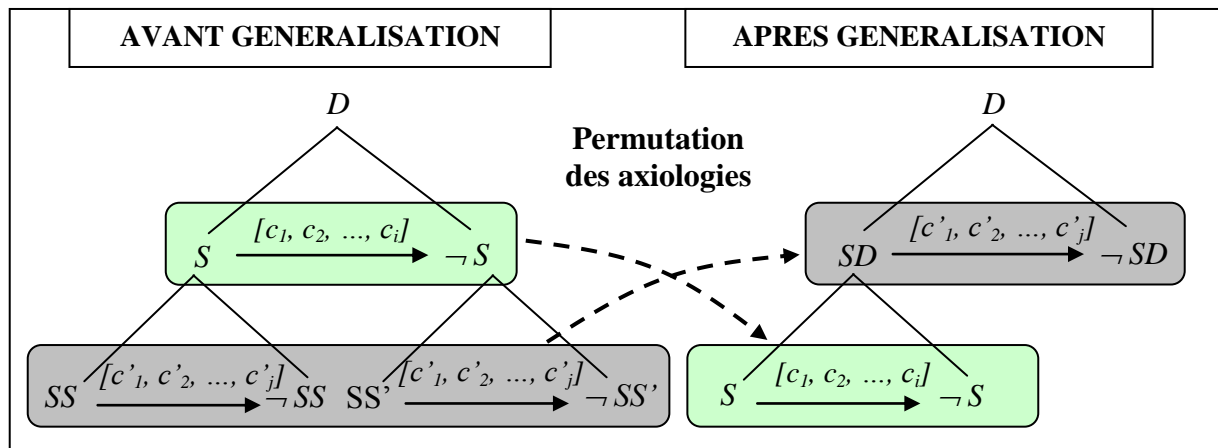 AVANT GENERALISATION
D
[c1, c2, ..., ci]
S ¬ S
[c'1, c'2, ..., c'j] [c'1, c'2, ..., c'j]
SS ¬ SS SS' ¬ SS'
Permutation
des axiologies
APRES GENERALISATION
D
[c'1, c'2, ..., c'j]
SD ¬ SD
[c1, c2, ..., ci]
S ¬ S